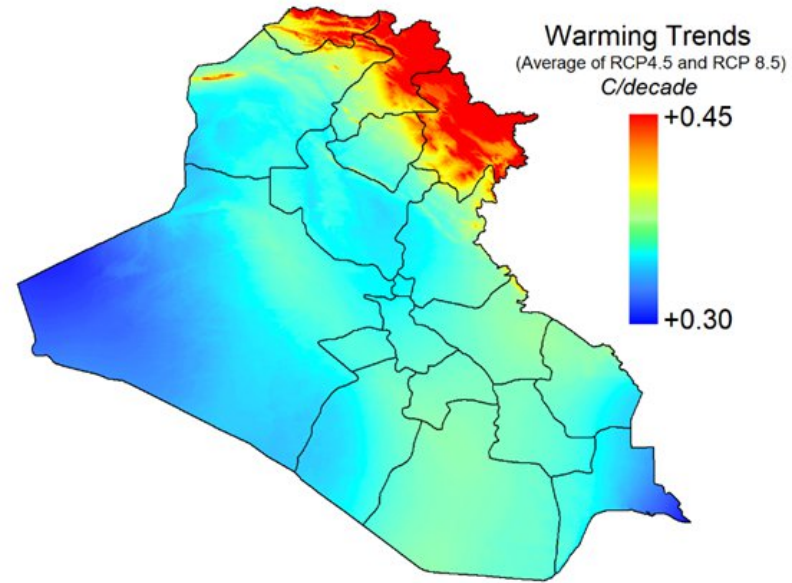 Warming Trends
(Average of RCP4.5 and RCP 8.5)
C/decade
+0.45
+0.30